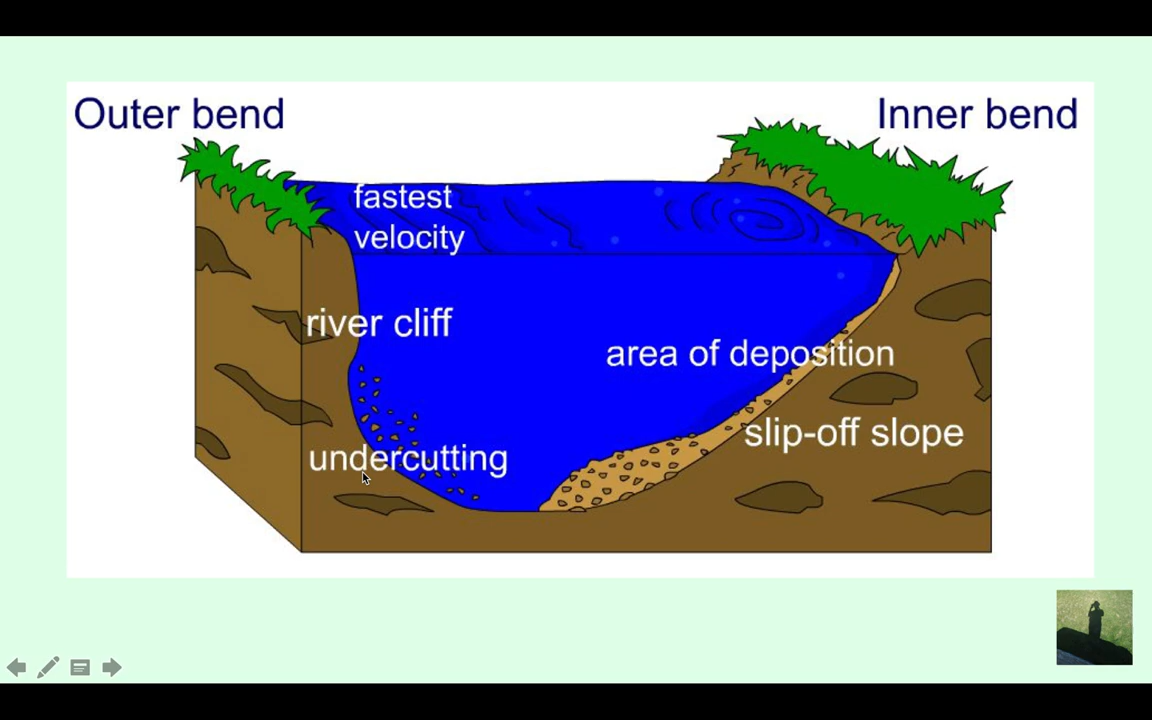 Outer bend
Inner bend
fastest
velocity
river cliff
area of deposition
slip-off slope
undercutting